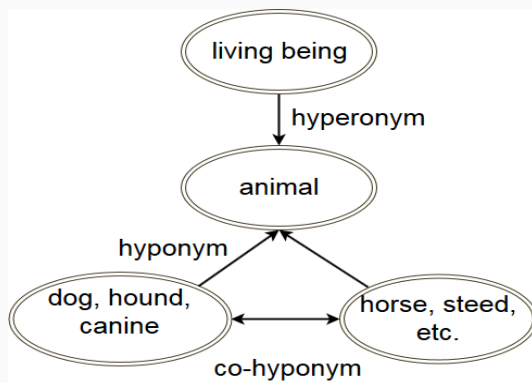 living being
hyperonym
animal
hyponym
dog, hound,
canine
horse, steed,
etc.
co-hyponym